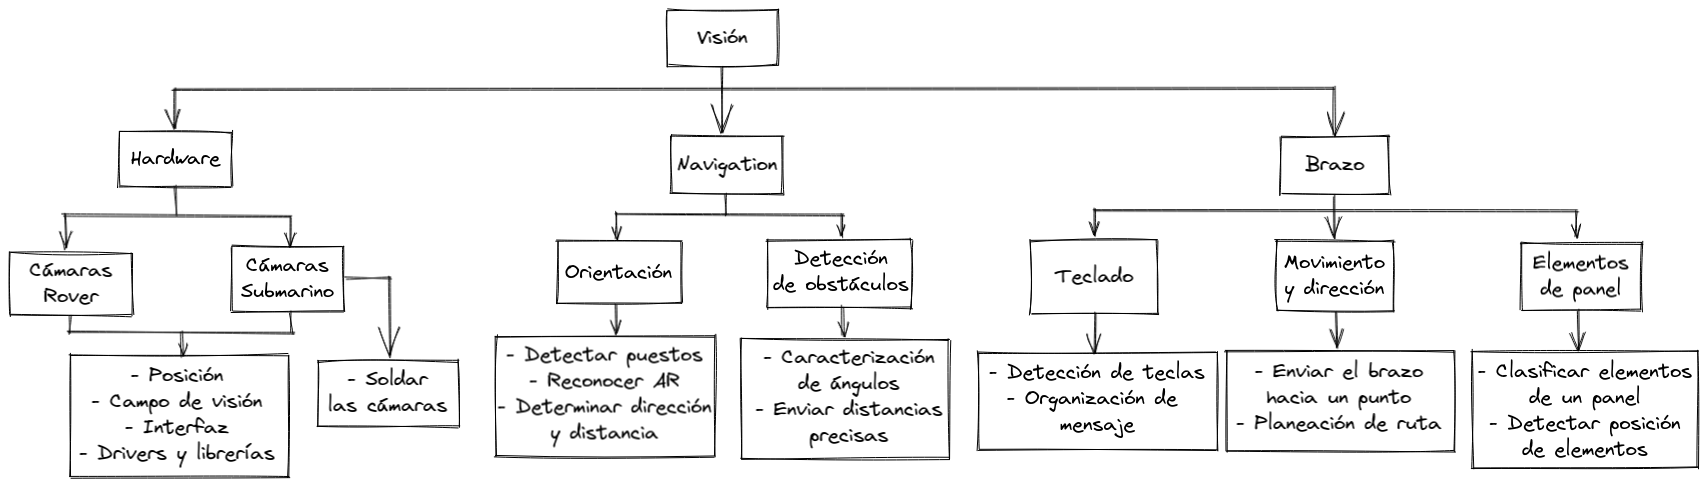 Visión
Hardware
Navigation
Brazo
Cámaras
Rover
Cámaras
Submarino
Orientación
Detección
de obstáculos
Teclado
Movimiento
y dirección
Elementos
de panel
- Posición
- Campo de visión
- Interfaz
- Drivers y librerías
- Soldar
las cámaras
- Detectar puestos
- Reconocer AR
- Determinar dirección
y distancia
- Caracterización
de ángulos
- Enviar distancias
precisas
- Detección de teclas
- Organización de
mensaje
- Enviar el brazo
hacia un punto
- Planeación de ruta
- Clasificar elementos
de un panel
- Detectar posición
de elementos